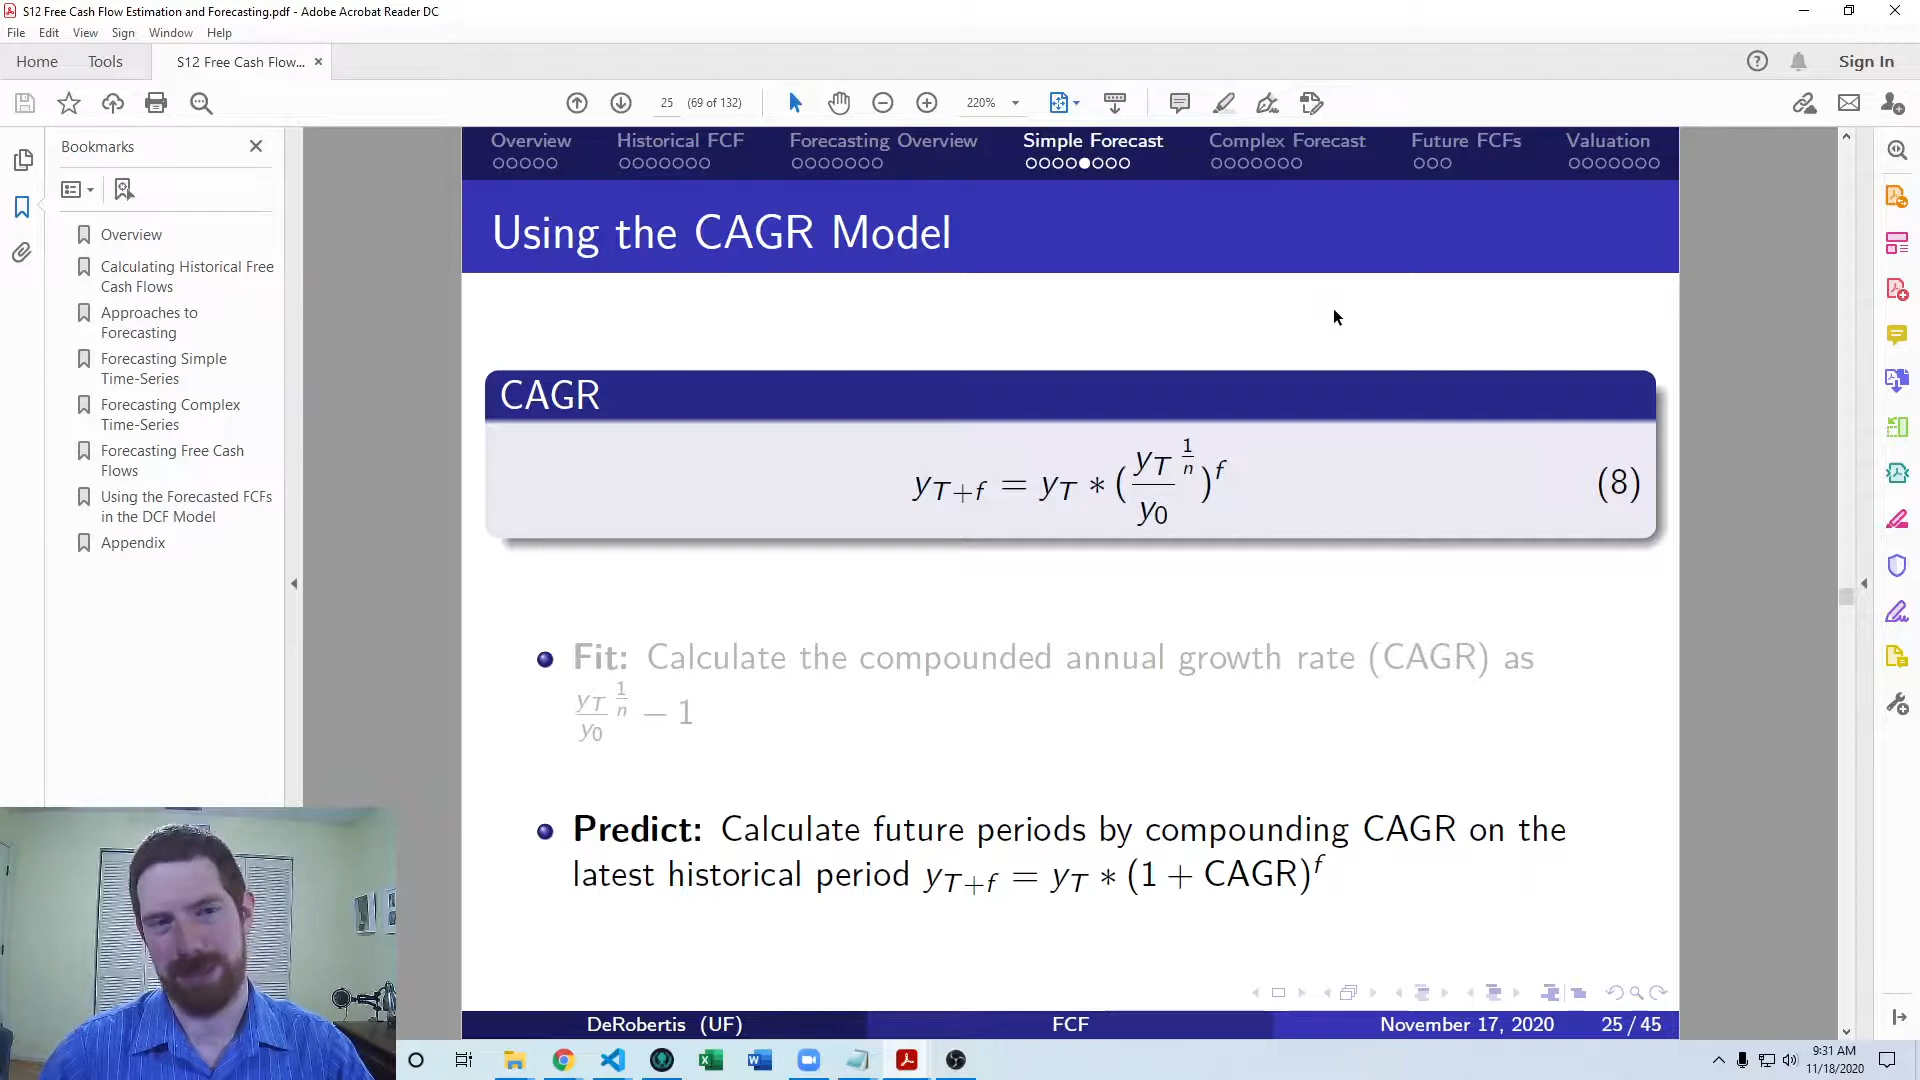 S12 Free Cash Flow Estimation and Forecasting.pdf - Adobe Acrobat Reader DC
File Edit View Sign Window Help
Home Tools S12 Free Cash Flow... × Sign In
25 (69 of 132) 220%
Bookmarks
Overview
Calculating Historical Free
Cash Flows
Approaches to
Forecasting
Forecasting Simple
Time-Series
Forecasting Complex
Time-Series
Forecasting Free Cash
Flows
Using the Forecasted FCFs
in the DCF Model
Appendix
Overview Historical FCF Forecasting Overview Simple Forecast Complex Forecast Future FCFs Valuation
Using the CAGR Model
CAGR
y_{T+f} = y_T * (\frac{y_T}{y_0}^{\frac{1}{n}})^f (8)
Fit: Calculate the compounded annual growth rate (CAGR) as
\frac{y_T}{y_0}^{\frac{1}{n}} − 1
Predict: Calculate future periods by compounding CAGR on the
latest historical period y_{T+f} = y_T * (1 + CAGR)^f
DeRobertis (UF) FCF November 17, 2020 25 / 45
9:31 AM
11/18/2020